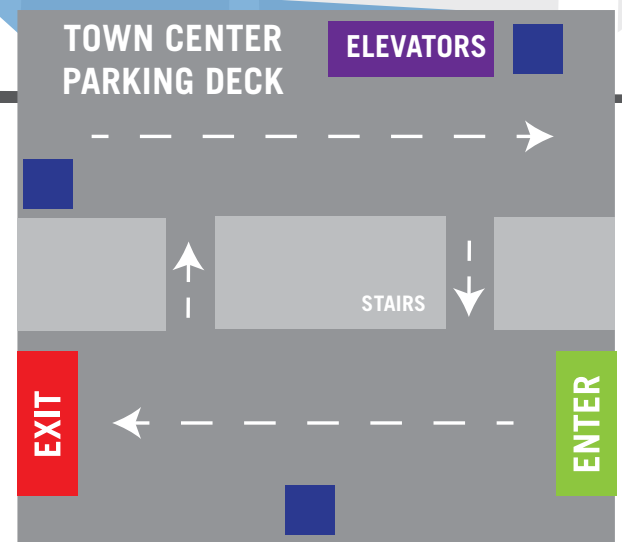 TOWN CENTER
PARKING DECK
ELEVATORS
STAIRS
EXIT
ENTER